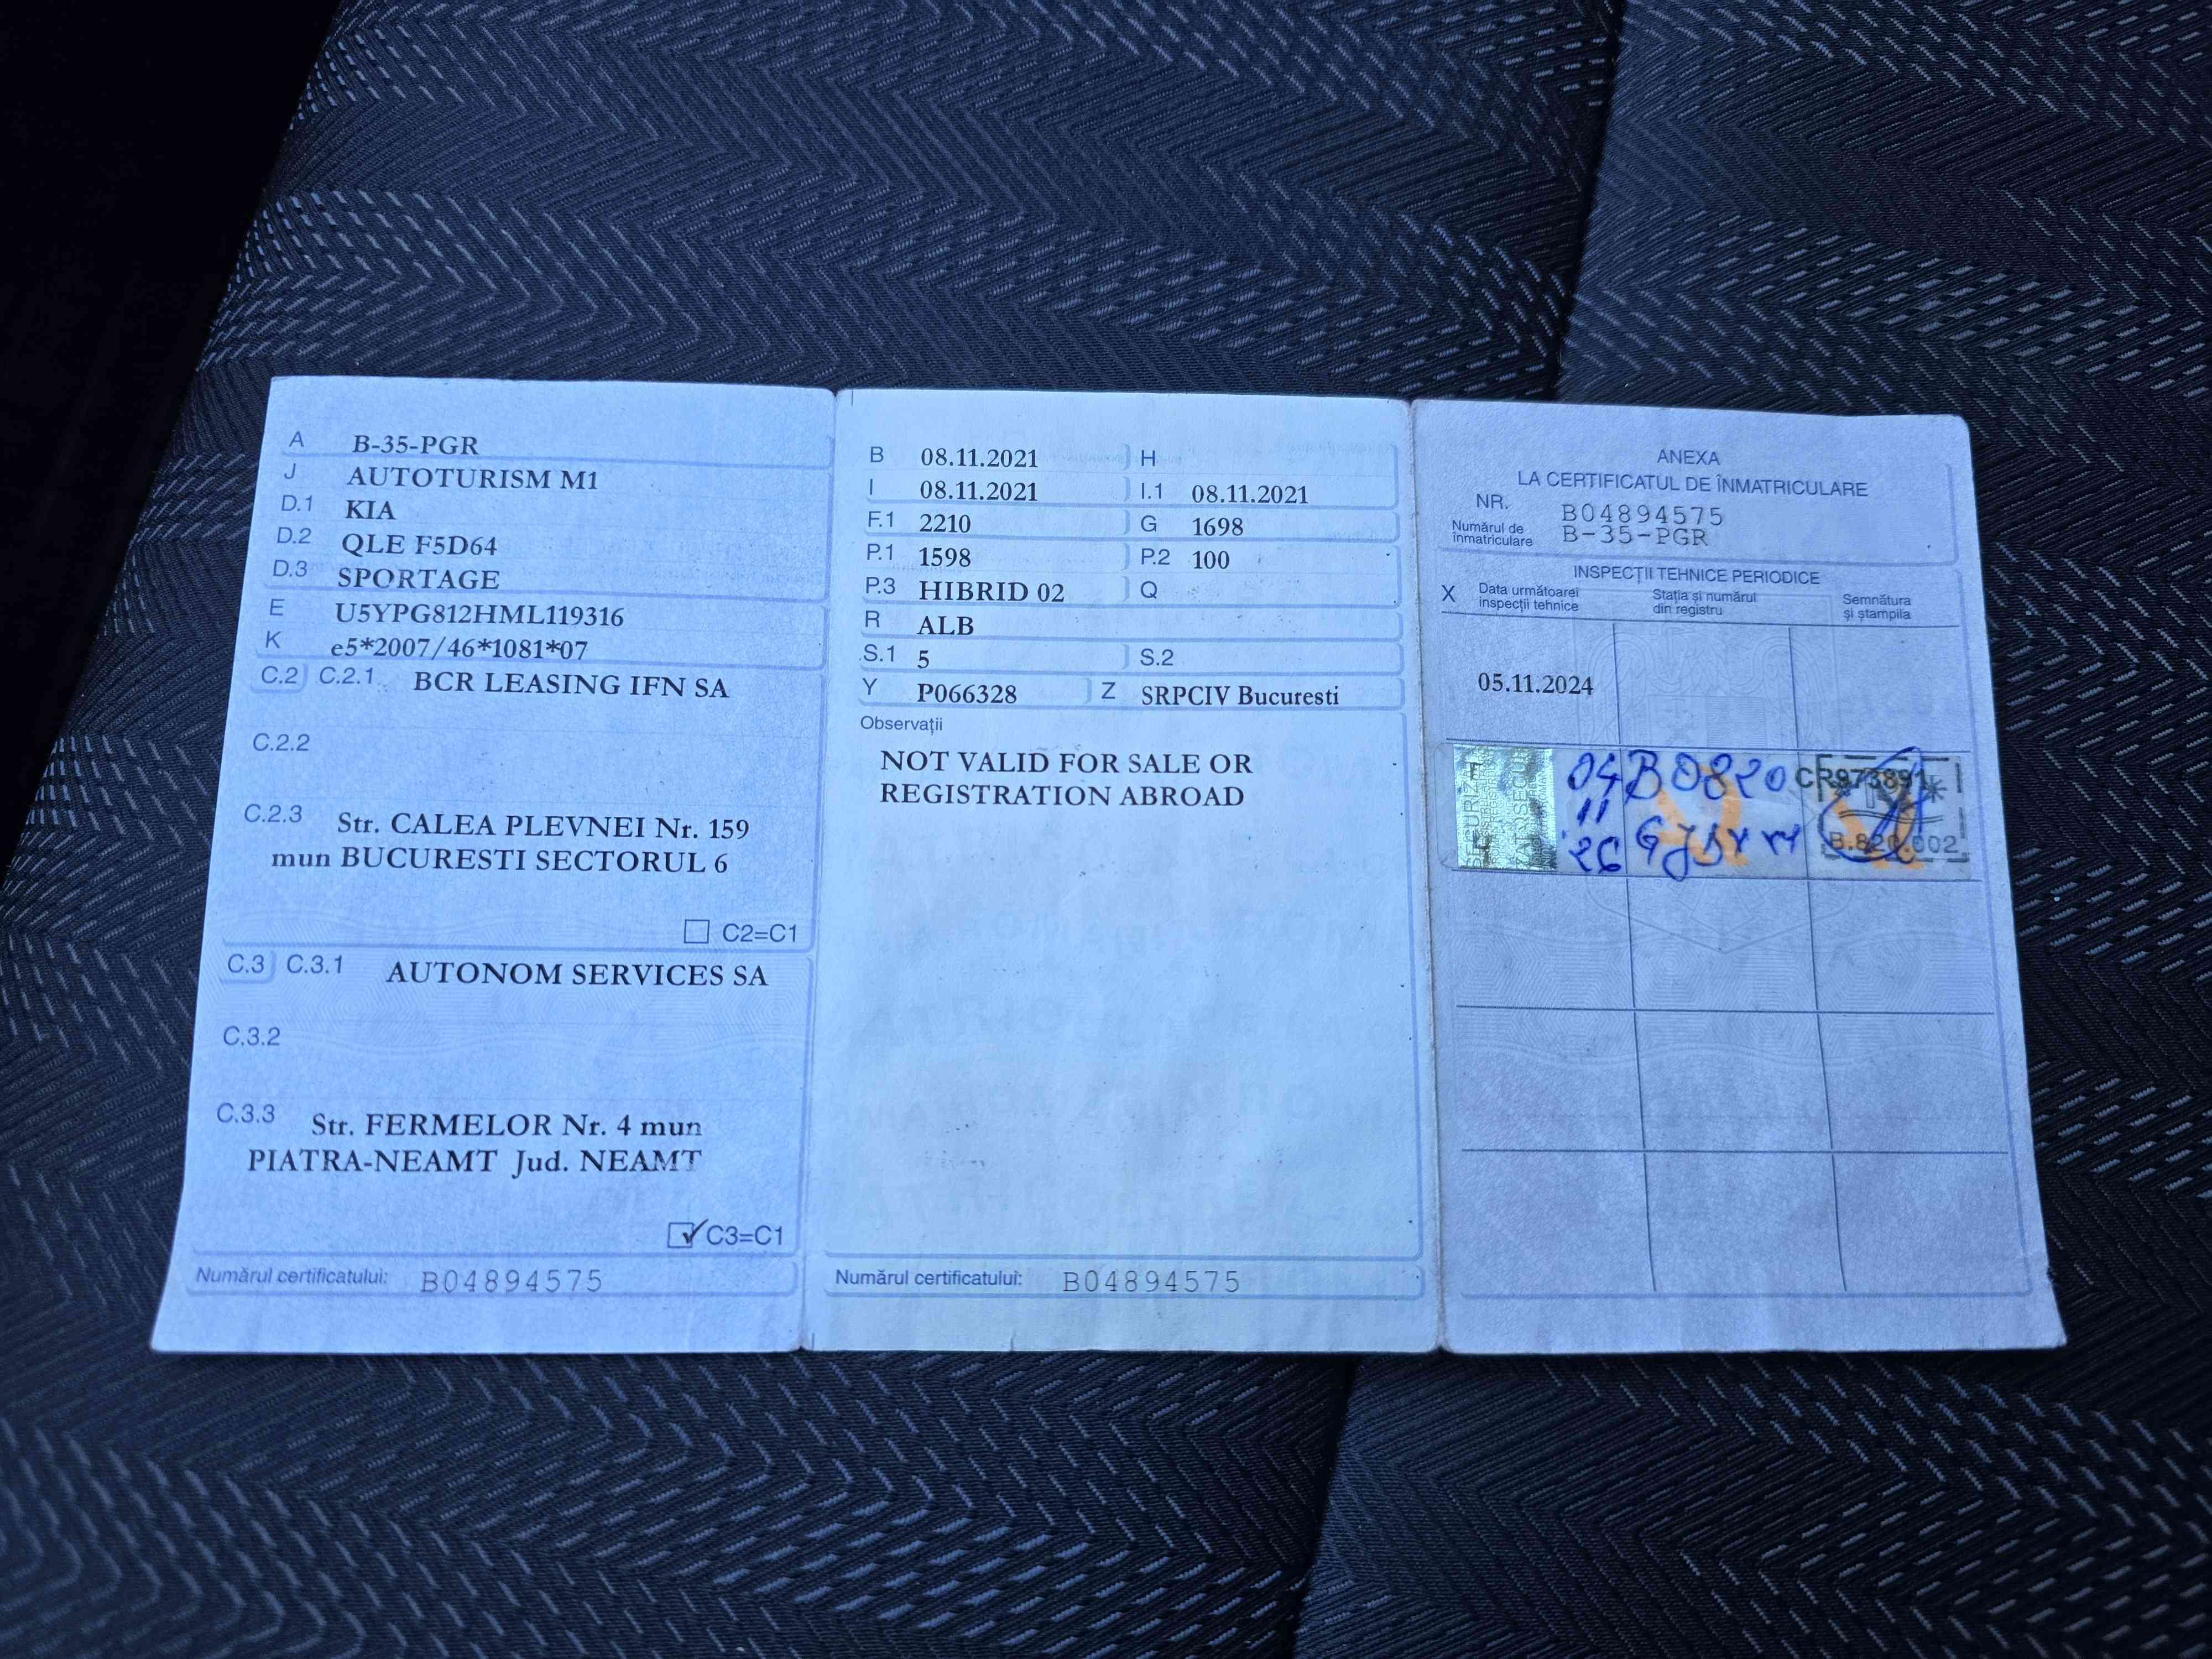 A B-35-PGR
J AUTOTURISM M1
D.1 KIA
D.2 QLE F5D64
D.3 SPORTAGE
E U5YPG812HML119316
K e5*2007/46*1081*07
C.2 C.2.1 BCR LEASING IFN SA
C.2.2
C.2.3 Str. CALEA PLEVNEI Nr. 159
mun BUCURESTI SECTORUL 6
C2=C1
C.3 C.3.1 AUTONOM SERVICES SA
C.3.2
C.3.3 Str. FERMELOR Nr. 4 mun
PIATRA-NEAMT Jud. NEAMT
C3=C1
Numărul certificatului: B04894575
B 08.11.2021 H
I 08.11.2021 I.1 08.11.2021
F.1 2210 G 1698
P.1 1598 P.2 100
P.3 HIBRID 02 Q
R ALB
S.1 5 S.2
Y P066328 Z SRPCIV Bucuresti
Observații
NOT VALID FOR SALE OR
REGISTRATION ABROAD
Numărul certificatului: B04894575
ANEXA
LA CERTIFICATUL DE ÎNMATRICULARE
NR. B04894575
Numărul de
înmatriculare B-35-PGR
INSPECȚII TEHNICE PERIODICE
X Data următoarei
inspecții tehnice
Stația și numărul
din registru
Semnătura
și ștampila
05.11.2024
04 B0820 CR973891
11
26 B.820.002